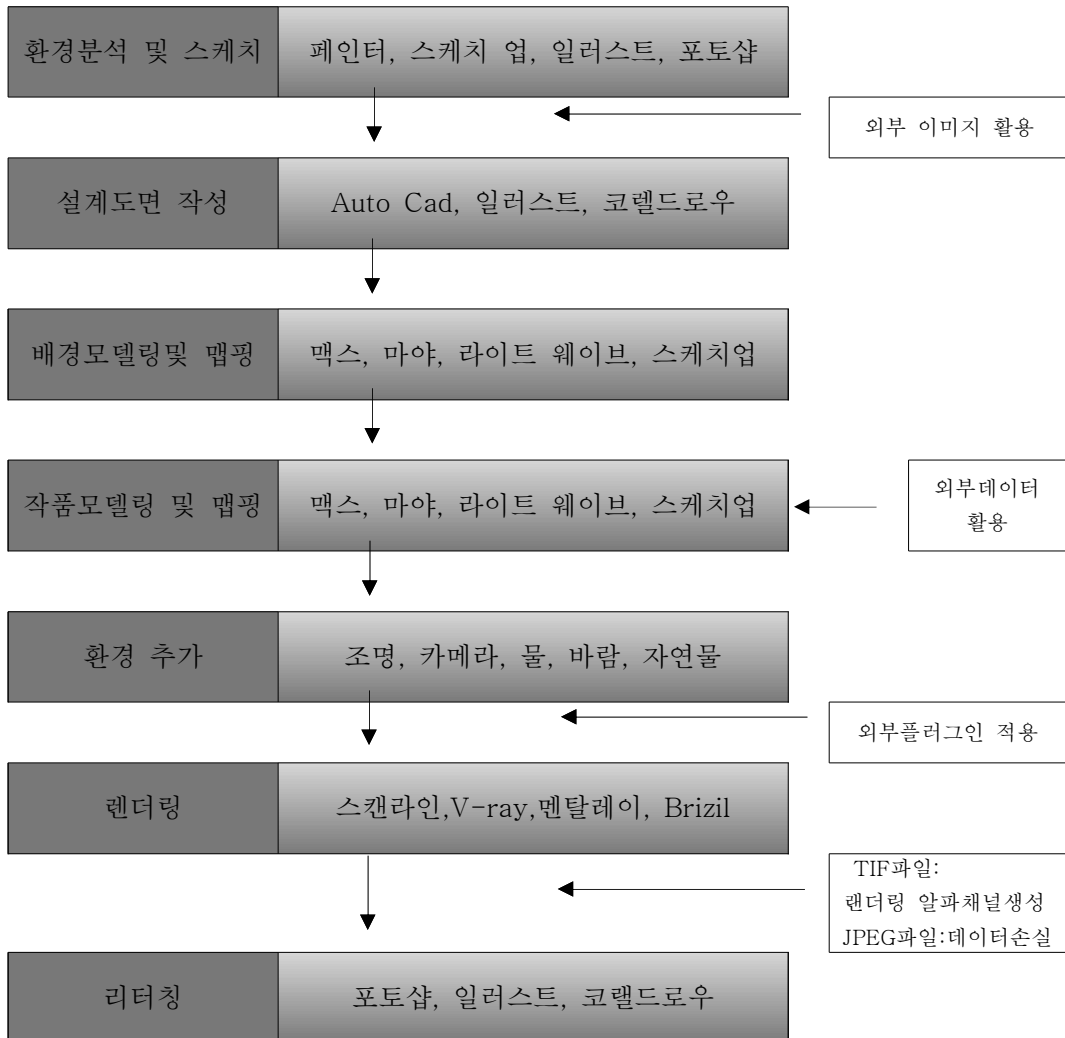 환경분석 및 스케치
페인터, 스케치 업, 일러스트, 포토샵
외부 이미지 활용
설계도면 작성
Auto Cad, 일러스트, 코렐드로우
배경모델링및 맵핑
맥스, 마야, 라이트 웨이브, 스케치업
작품모델링 및 맵핑
맥스, 마야, 라이트 웨이브, 스케치업
외부데이터
활용
환경 추가
조명, 카메라, 물, 바람, 자연물
외부플러그인 적용
렌더링
스캔라인,V-ray,멘탈레이, Brizil
TIF파일:
랜더링 알파채널생성
JPEG파일:데이터손실
리터칭
포토샵, 일러스트, 코랠드로우